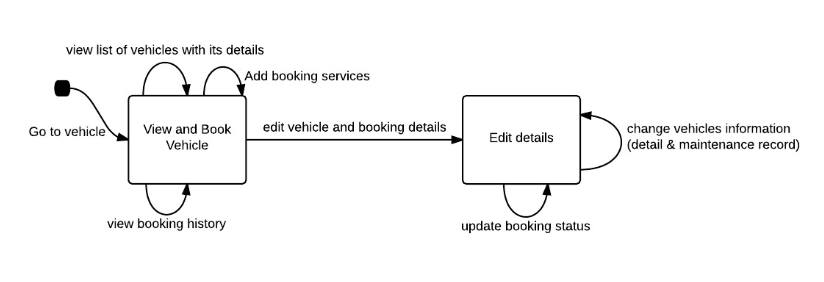 view list of vehicles with its details
Add booking services
Go to vehicle
View and Book
Vehicle
edit vehicle and booking details
Edit details
change vehicles information
(detail & maintenance record)
view booking history
update booking status